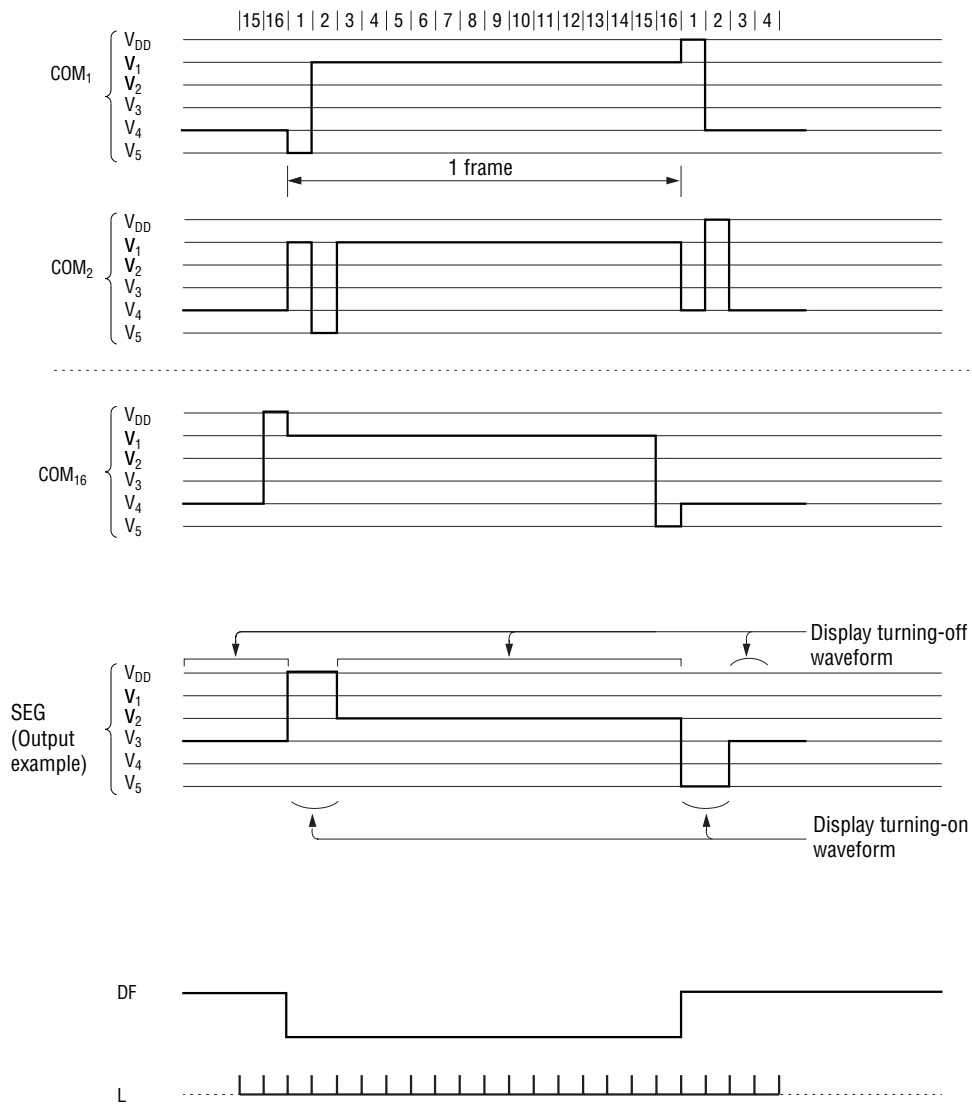 |15|16| 1 | 2 | 3 | 4 | 5 | 6 | 7 | 8 | 9 |10|11|12|13|14|15|16| 1 | 2 | 3 | 4 |
COM1
VDD
V1
V2
V3
V4
V5
1 frame
COM2
VDD
V1
V2
V3
V4
V5
COM16
VDD
V1
V2
V3
V4
V5
Display turning-off
waveform
SEG
(Output
example)
VDD
V1
V2
V3
V4
V5
Display turning-on
waveform
DF
L